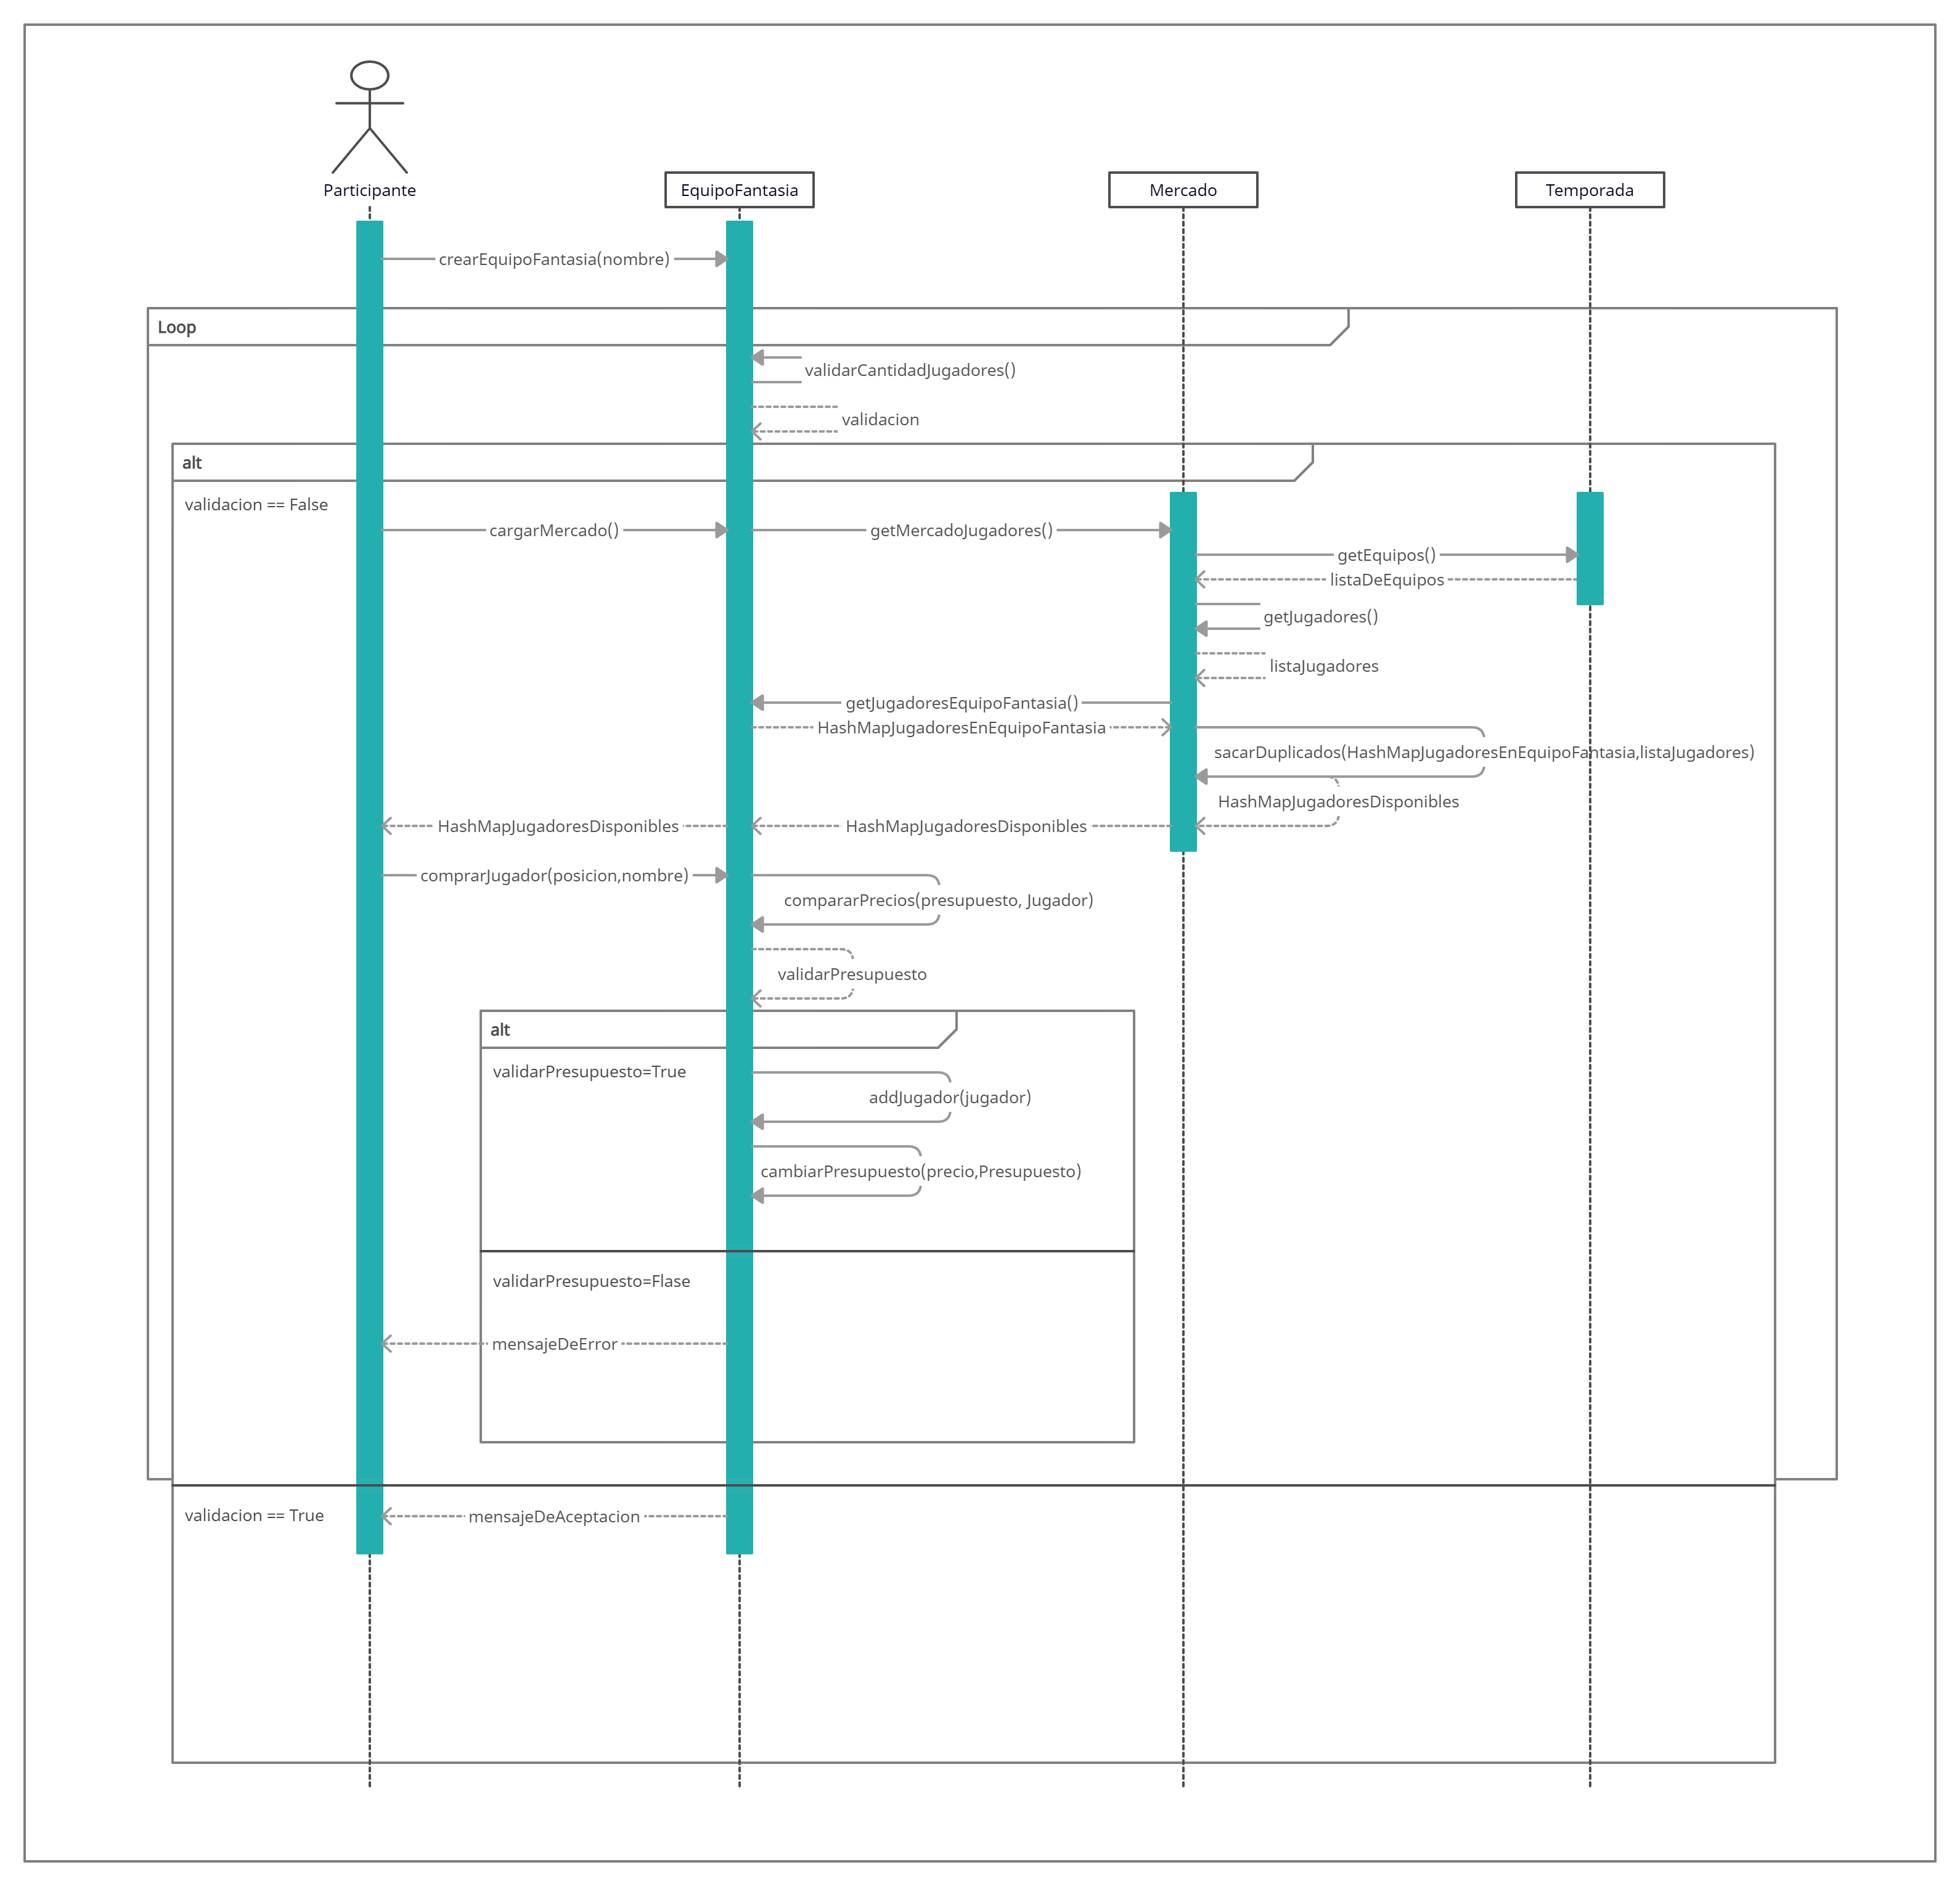 Participante
EquipoFantasia
Mercado
Temporada
crearEquipoFantasia(nombre)
Loop
validarCantidadJugadores()
validacion
alt
validacion == False
cargarMercado()
getMercadoJugadores()
getEquipos()
listaDeEquipos
getJugadores()
listaJugadores
getJugadoresEquipoFantasia()
HashMapJugadoresEnEquipoFantasia
sacarDuplicados(HashMapJugadoresEnEquipoFantasia,listaJugadores)
HashMapJugadoresDisponibles
HashMapJugadoresDisponibles
HashMapJugadoresDisponibles
comprarJugador(posicion,nombre)
compararPrecios(presupuesto, Jugador)
validarPresupuesto
alt
validarPresupuesto=True
addJugador(jugador)
cambiarPresupuesto(precio,Presupuesto)
validarPresupuesto=Flase
mensajeDeError
validacion == True
mensajeDeAceptacion